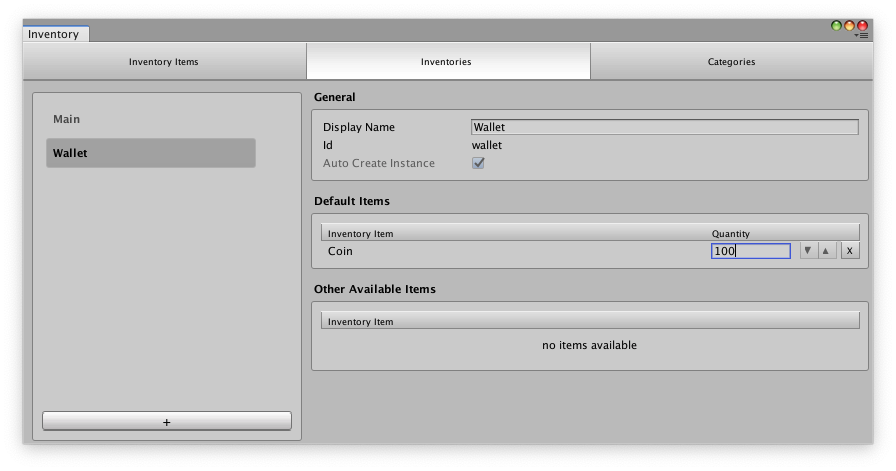 Inventory
Inventory Items Inventories Categories
Main
Wallet
+
General
Display Name Wallet
Id wallet
Auto Create Instance
Default Items
Inventory Item Quantity
Coin 100 x
Other Available Items
Inventory Item
no items available